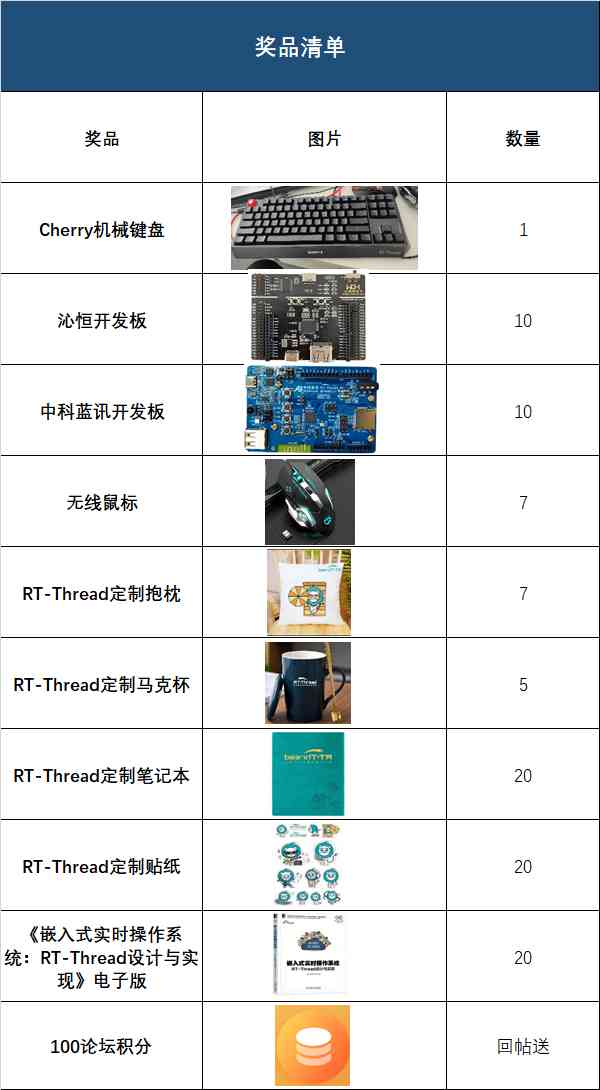 奖品清单
奖品 图片 数量
Cherry机械键盘 1
沁恒开发板 10
中科蓝讯开发板 10
无线鼠标 7
RT-Thread定制抱枕 7
RT-Thread定制马克杯 5
RT-Thread
RT-Thread定制笔记本 20
RT-Thread定制贴纸 20
《嵌入式实时操作系
统：RT-Thread设计与实
现》电子版 20
嵌入式实时操作系统
RT-Thread设计与实现
100论坛积分 回帖送